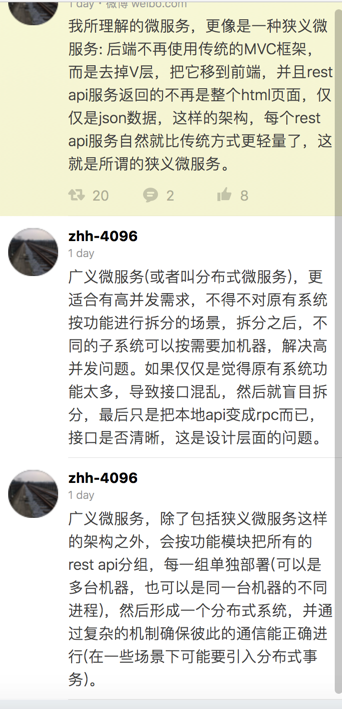 1 day · 微博 weibo.com
我所理解的微服务，更像是一种狭义微
服务: 后端不再使用传统的MVC框架，
而是去掉V层，把它移到前端，并且rest
api服务返回的不再是整个html页面，仅
仅是json数据，这样的架构，每个rest
api服务自然就比传统方式更轻量了，这
就是所谓的狭义微服务。
20 2 8
zhh-4096
1 day
广义微服务(或者叫分布式微服务)，更
适合有高并发需求，不得不对原有系统
按功能进行拆分的场景，拆分之后，不
同的子系统可以按需要加机器，解决高
并发问题。如果仅仅是觉得原有系统功
能太多，导致接口混乱，然后就盲目拆
分，最后只是把本地api变成rpc而已，
接口是否清晰，这是设计层面的问题。
zhh-4096
1 day
广义微服务，除了包括狭义微服务这样
的架构之外，会按功能模块把所有的
rest api分组，每一组单独部署(可以是
多台机器，也可以是同一台机器的不同
进程)，然后形成一个分布式系统，并通
过复杂的机制确保彼此的通信能正确进
行(在一些场景下可能要引入分布式事
务)。